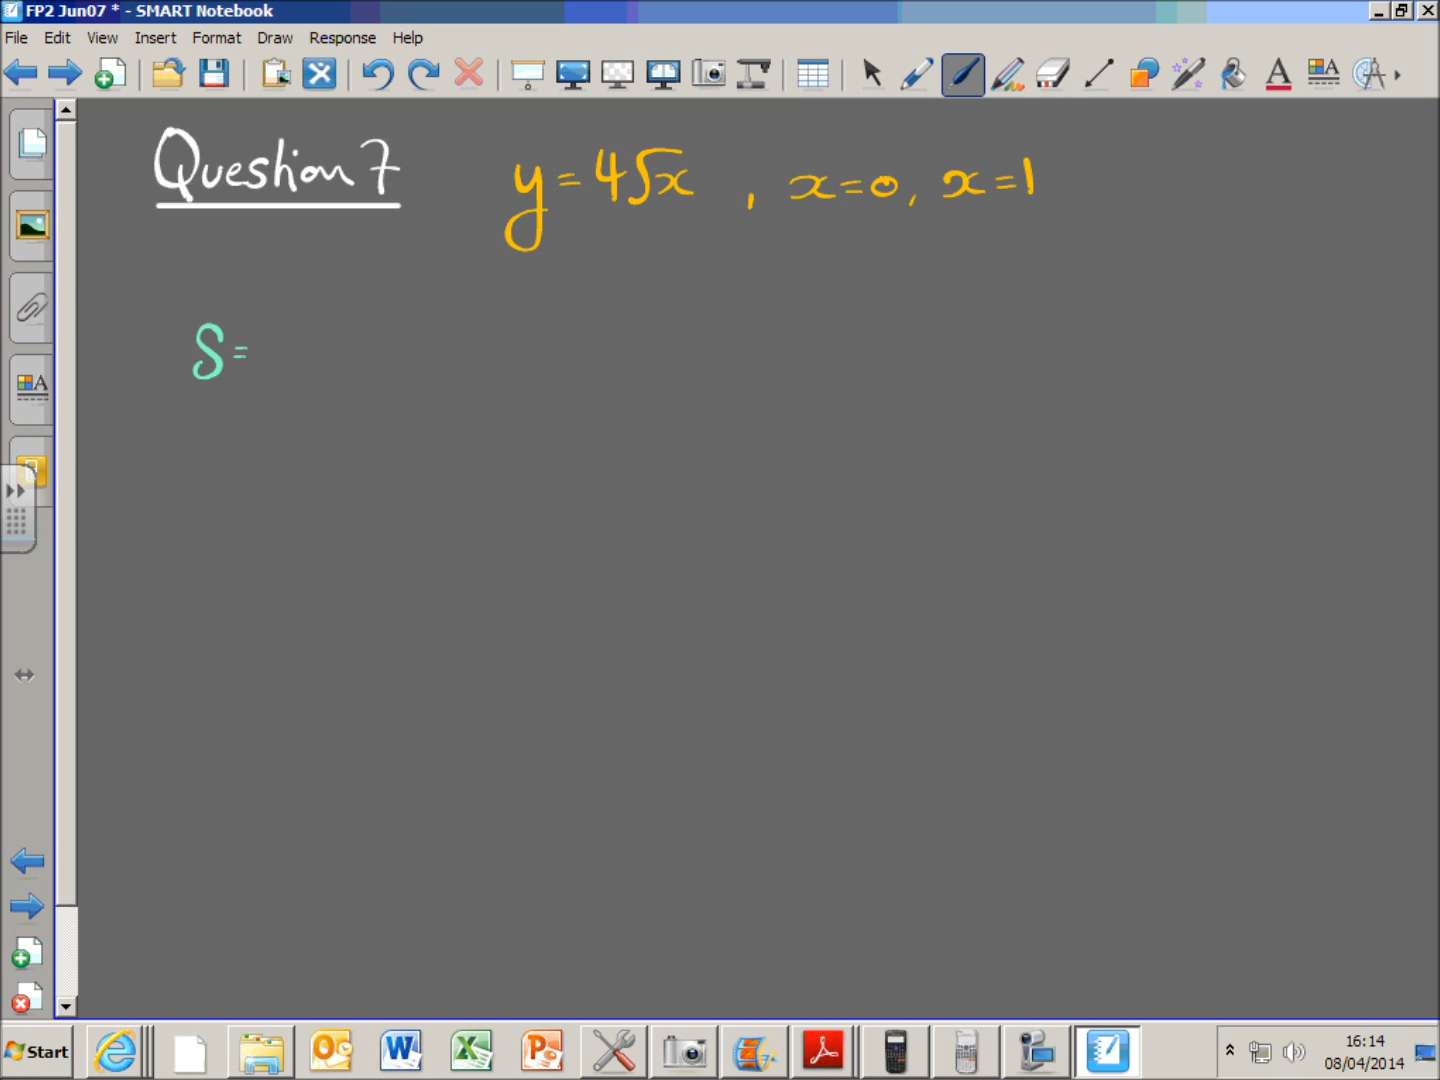 FP2 Jun07 * - SMART Notebook
File Edit View Insert Format Draw Response Help
Question 7
y = 4√x , x = 0, x = 1
S =
Start
16:14
08/04/2014